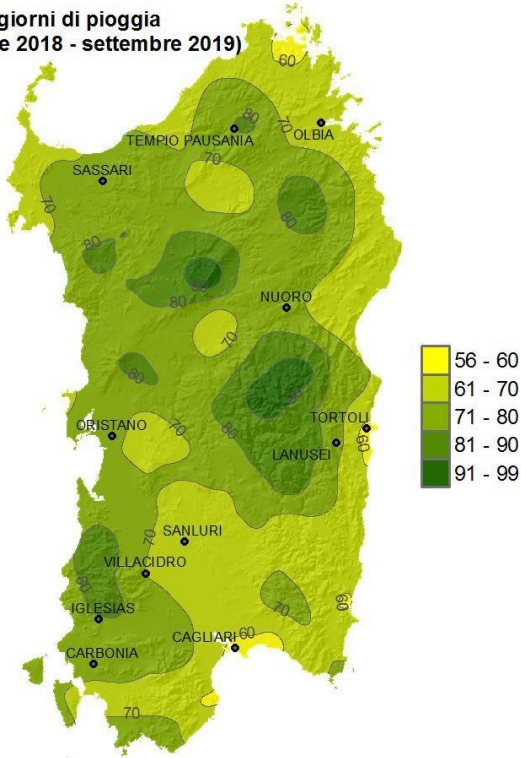 giorni di pioggia
e 2018 - settembre 2019)
60
80
TEMPIO PAUSANIA
70
OLBIA
70
SASSARI
70
80
80
80
NUORO
70
80
56 - 60
61 - 70
71 - 80
81 - 90
91 - 99
ORISTANO
70
80
TORTOLI
60
LANUSEI
70
SANLURI
VILLACIDRO
80
70
60
IGLESIAS
CAGLIARI
60
CARBONIA
70